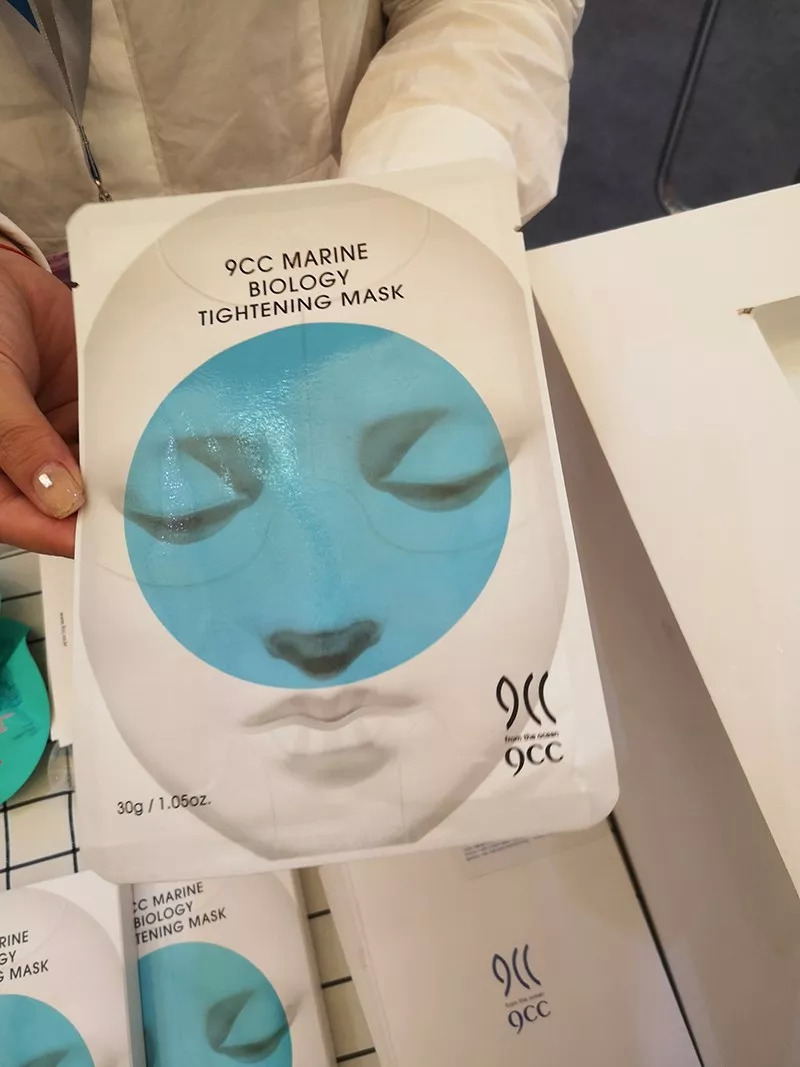 9CC MARINE
BIOLOGY
TIGHTENING MASK
9CC
from the ocean
9CC
30g / 1.05oz.
CC MARINE
BIOLOGY
TENING MASK
RINE
GY
G MASK
9CC
from the ocean
9CC